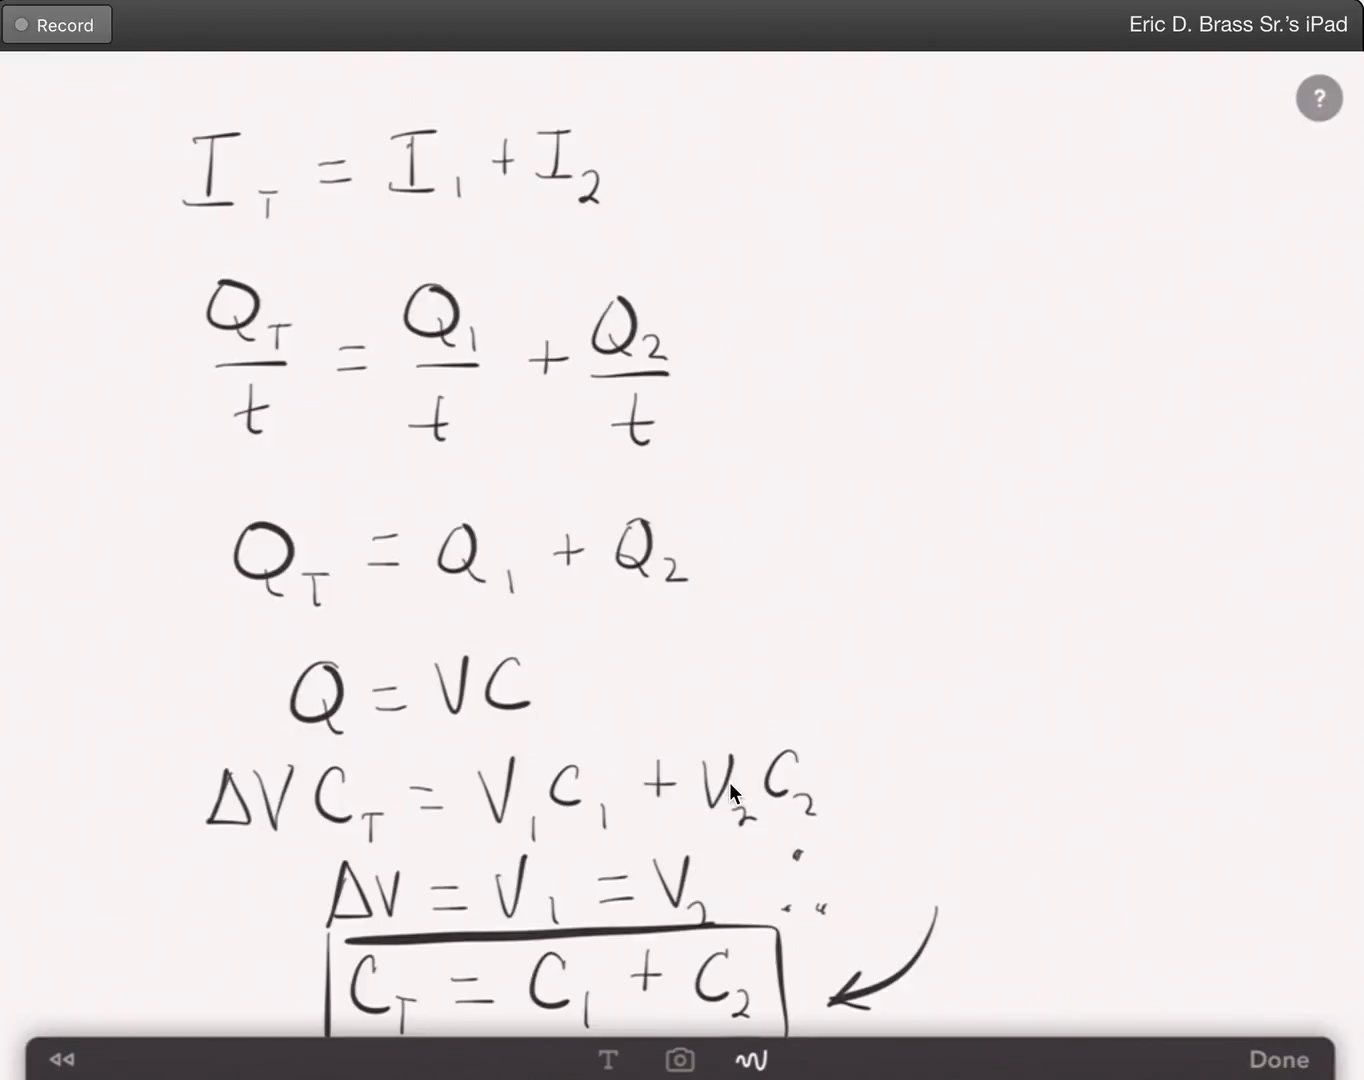 Record
Eric D. Brass Sr.'s iPad
?
I_T = I_1 + I_2
Q_T/t = Q_1/t + Q_2/t
Q_T = Q_1 + Q_2
Q = VC
ΔV C_T = V_1 C_1 + V_2 C_2
ΔV = V_1 = V_2 ∴
C_T = C_1 + C_2
T
Done